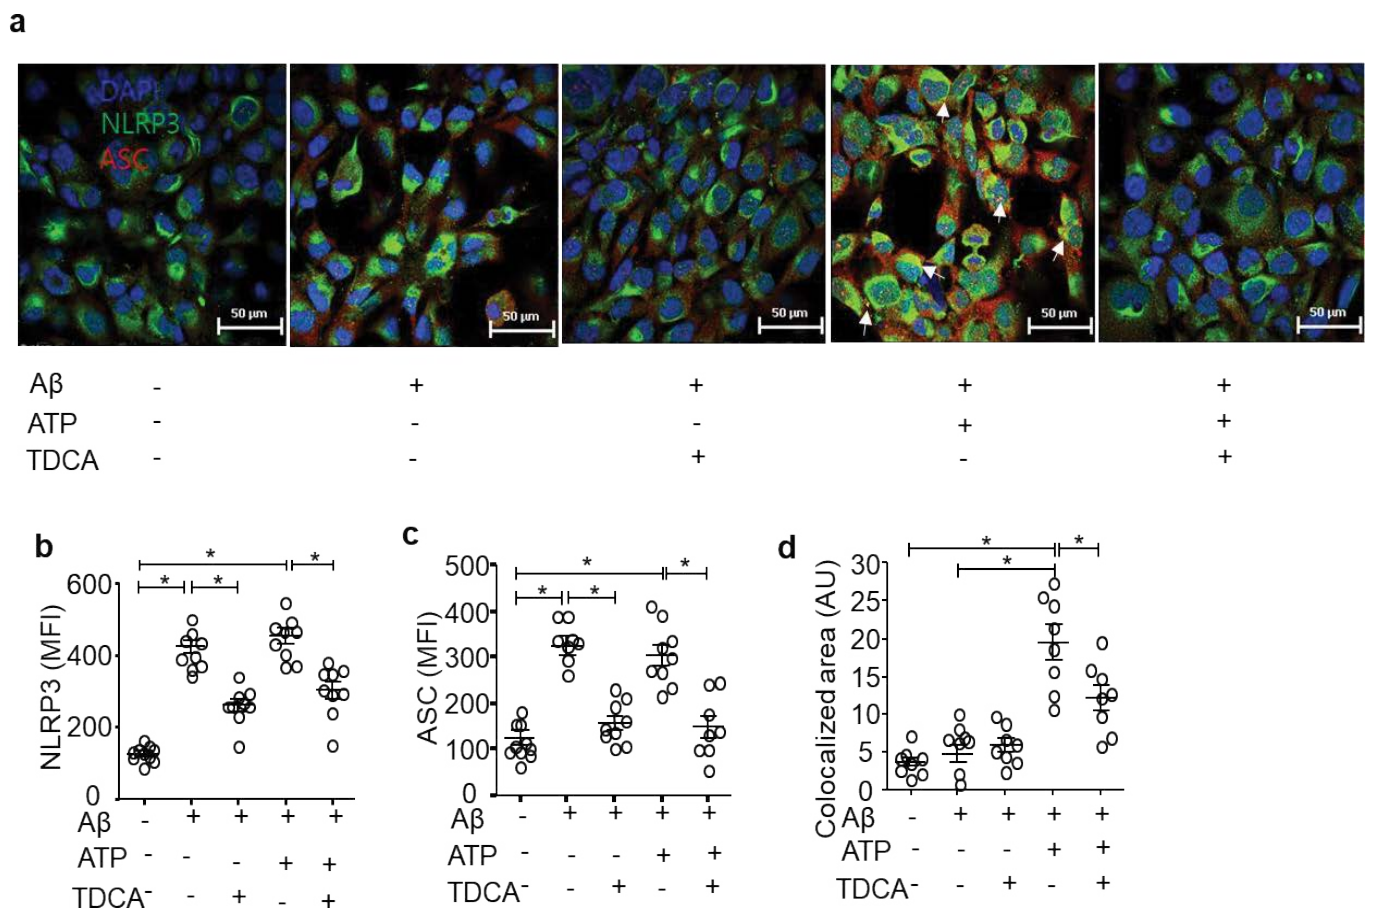 a
DAPI
NLRP3
ASC
50 µm
50 µm
50 µm
50 µm
50 µm
Aβ - + + + +
ATP - - - + +
TDCA - - + - +
b
NLRP3 (MFI)
* *
* *
600
400
200
0
Aβ - + + + +
ATP - - - + +
TDCA - - + - +
c
ASC (MFI)
* *
* *
500
400
300
200
100
0
Aβ - + + + +
ATP - - - + +
TDCA - - + - +
d
Colocalized area (AU)
* *
*
30
25
20
15
10
5
0
Aβ - + + + +
ATP - - - + +
TDCA - - + - +